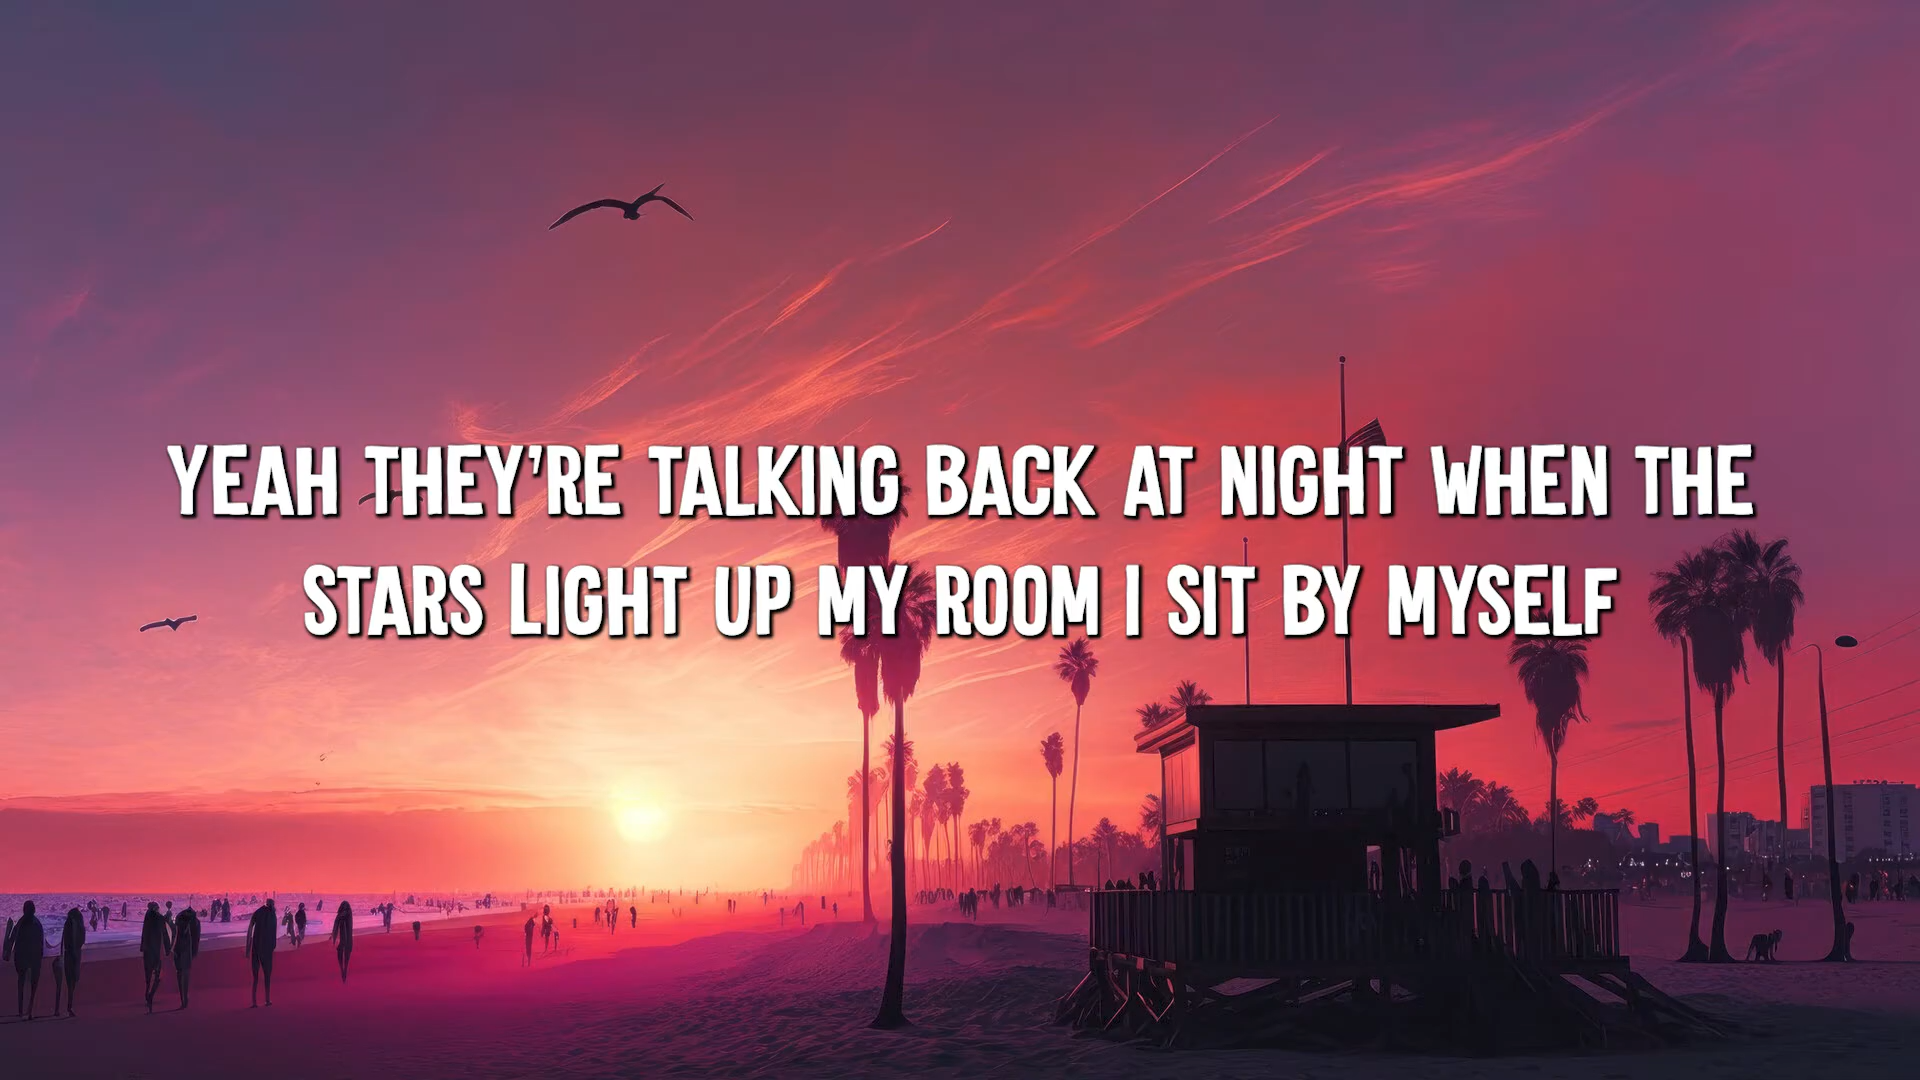 YEAH THEY'RE TALKING BACK AT NIGHT WHEN THE
STARS LIGHT UP MY ROOM I SIT BY MYSELF